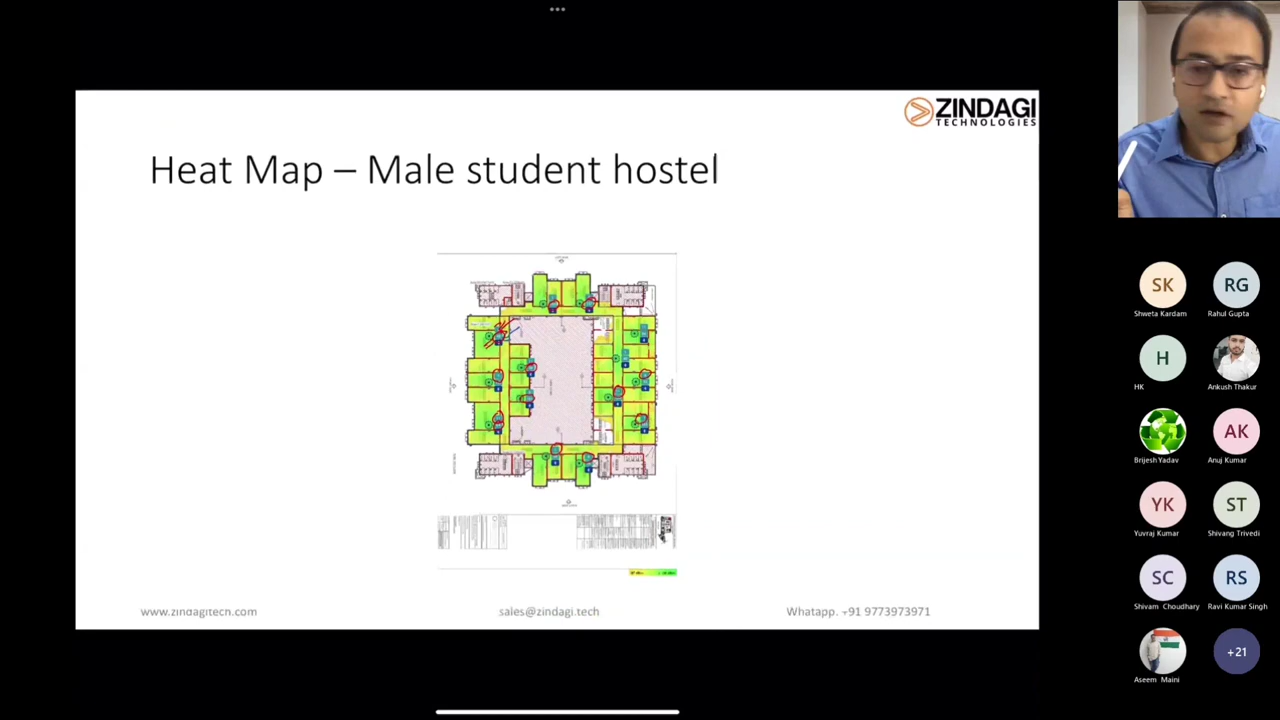 ZINDAGI
TECHNOLOGIES
Heat Map – Male student hostel
www.zindagitech.com
sales@zindagi.tech
Whatapp. +91 9773973971
SK
Shweta Kardam
RG
Rahul Gupta
H
HK
Ankush Thakur
Brijesh Yadav
AK
Anuj Kumar
YK
Yuvraj Kumar
ST
Shivang Trivedi
SC
Shivam Choudhary
RS
Ravi Kumar Singh
Aseem Maini
+21